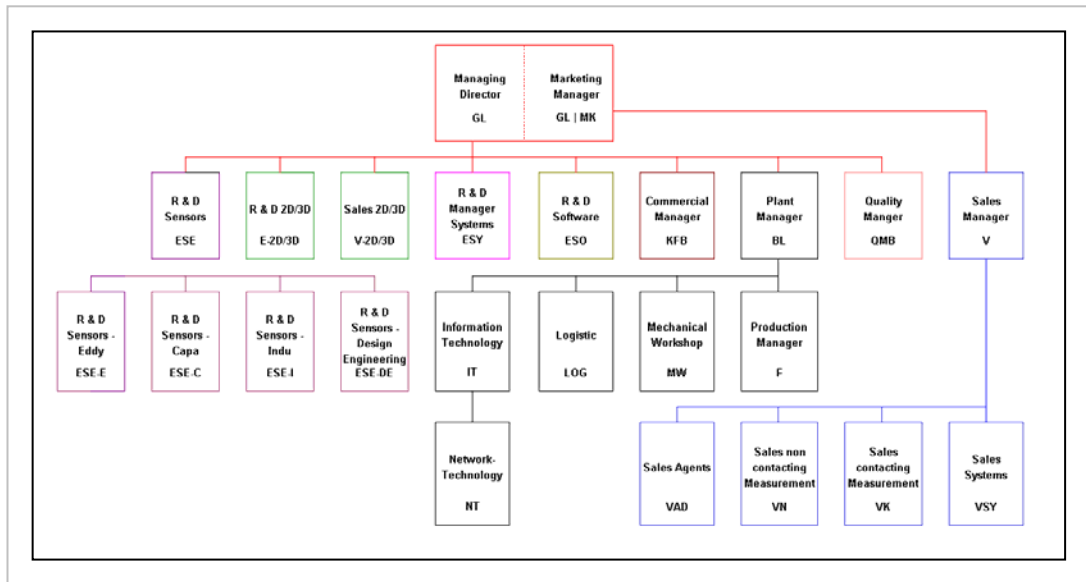 Managing
Director
GL
Marketing
Manager
GL | MK
R & D
Sensors
ESE
R & D 2D/3D
E-2D/3D
Sales 2D/3D
V-2D/3D
R & D
Manager
Systems
ESY
R & D
Software
ESO
Commercial
Manager
KFB
Plant
Manager
BL
Quality
Manger
QMB
Sales
Manager
V
R & D
Sensors -
Eddy
ESE-E
R & D
Sensors -
Capa
ESE-C
R & D
Sensors -
Indu
ESE-I
R & D
Sensors -
Design
Engineering
ESE-DE
Information
Technology
IT
Logistic
LOG
Mechanical
Workshop
MW
Production
Manager
F
Network-
Technology
NT
Sales Agents
VAD
Sales non
contacting
Measurement
VN
Sales
contacting
Measurement
VK
Sales
Systems
VSY